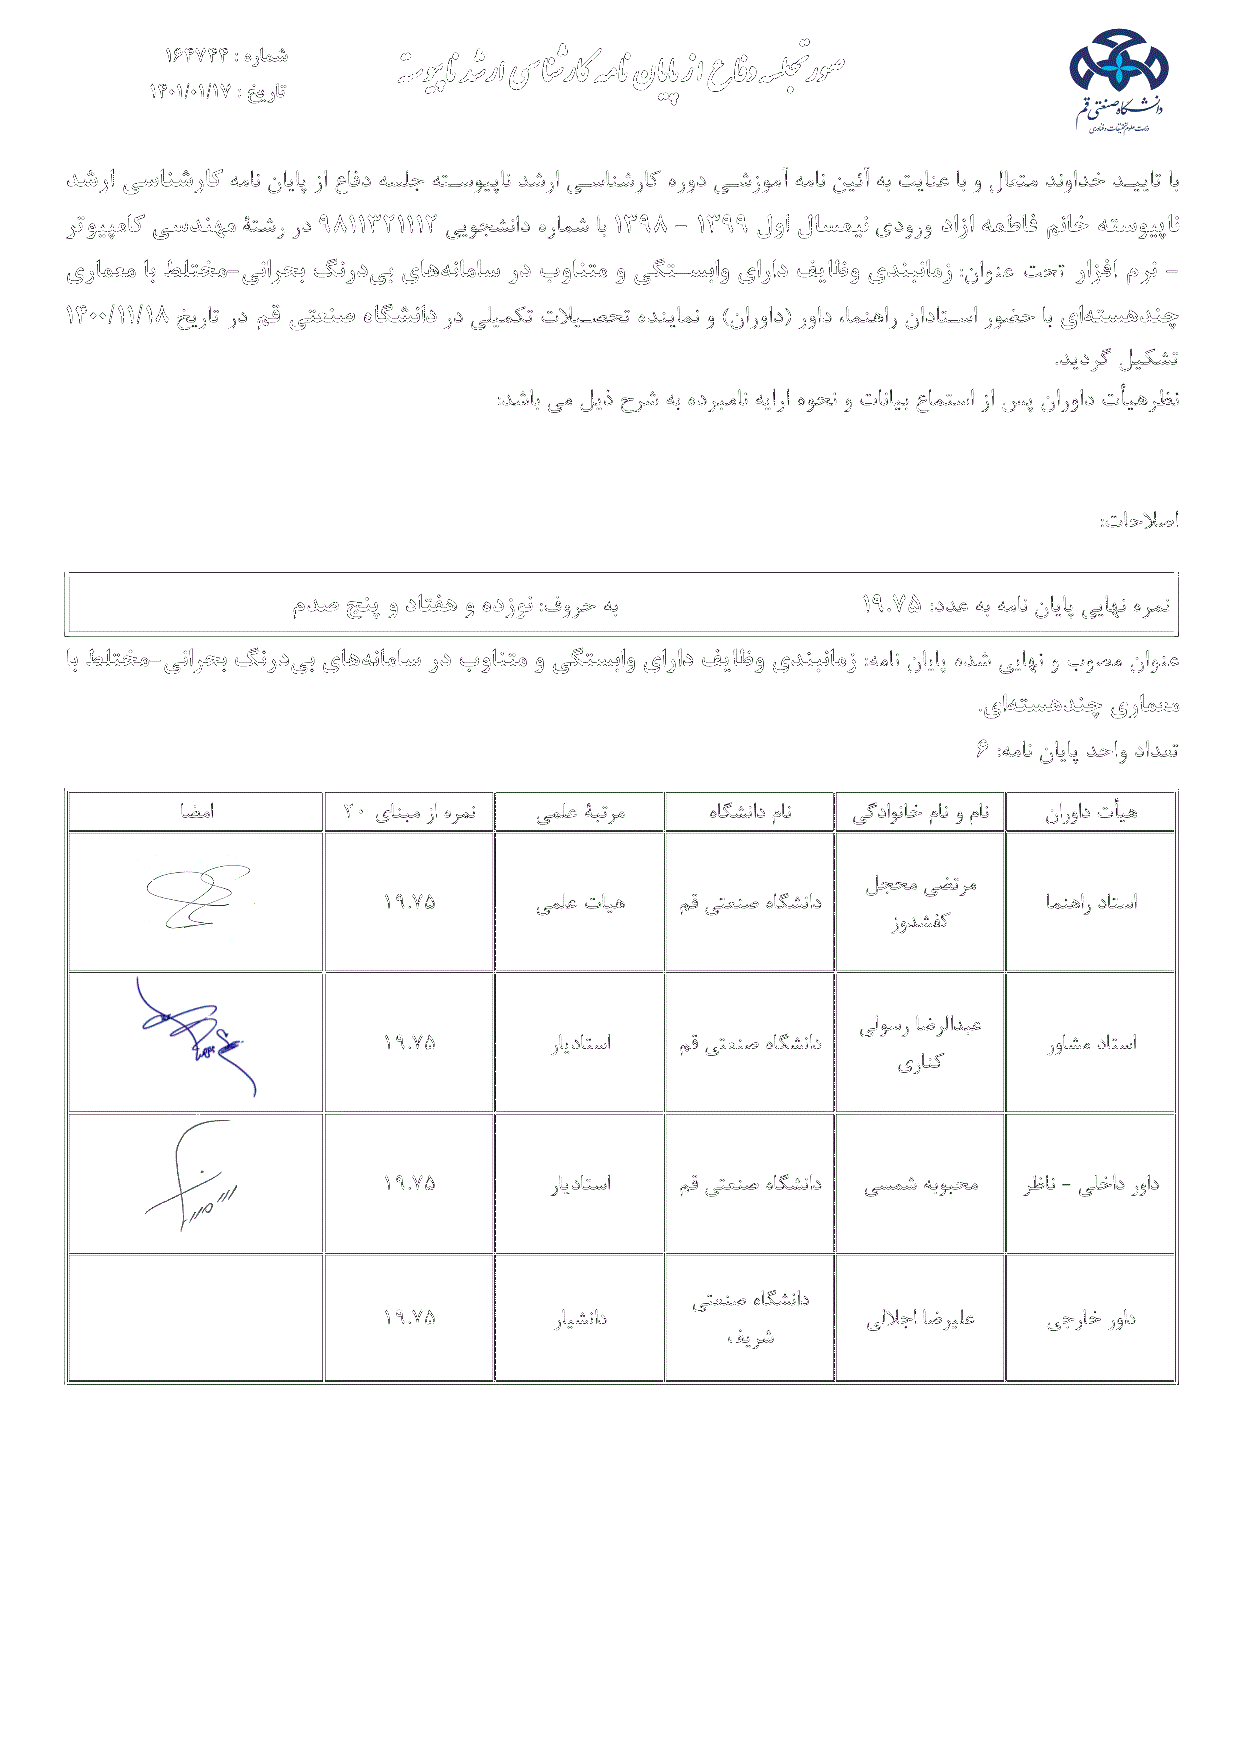 صورتجلسه دفاع از پایان نامه کارشناسی ارشد ناپیوسته
شماره : ۱۶۴۷۴۴
تاریخ : ۱۴۰۱/۰۱/۱۷
دانشگاه صنعتی قم
وزارت علوم تحقیقات و فناوری
با تاییـد خداوند متعال و با عنایت به آئین نامه آموزشـی دوره کارشناسـی ارشد ناپیوسـته جلسه دفاع از پایان نامه کارشناسی ارشد
ناپیوسته خانم فاطمه ازاد ورودی نیمسال اول ۱۳۹۹ - ۱۳۹۸ با شماره دانشجویی ۹۸۱۱۳۲۱۱۱۲ در رشتهٔ مهندسی کامپیوتر
- نرم افزار تحت عنوان: زمانبندی وظایف دارای وابسـتگی و متناوب در سامانه‌های بی‌درنگ بحرانی-مختلط با معماری
چندهسته‌ای با حضور اسـتادان راهنما، داور (داوران) و نماینده تحصـیلات تکمیلی در دانشگاه صنعتی قم در تاریخ ۱۴۰۰/۱۱/۱۸
تشکیل گردید.
نظرهیأت داوران پس از استماع بیانات و نحوه ارایه نامبرده به شرح ذیل می باشد:
اصلاحات:
نمره نهایی پایان نامه به عدد: ۱۹.۷۵ به حروف: نوزده و هفتاد و پنج صدم
عنوان مصوب و نهایی شده پایان نامه: زمانبندی وظایف دارای وابستگی و متناوب در سامانه‌های بی‌درنگ بحرانی-مختلط با
معماری چندهسته‌ای.
تعداد واحد پایان نامه: ۶
هیأت داوران نام و نام خانوادگی نام دانشگاه مرتبهٔ علمی نمره از مبنای ۲۰ امضا
استاد راهنما مرتضی محجل کفشدوز دانشگاه صنعتی قم هیات علمی ۱۹.۷۵
استاد مشاور عبدالرضا رسولی کناری دانشگاه صنعتی قم استادیار ۱۹.۷۵
داور داخلی - ناظر محبوبه شمسی دانشگاه صنعتی قم استادیار ۱۹.۷۵
داور خارجی علیرضا اجلالی دانشگاه صنعتی شریف دانشیار ۱۹.۷۵